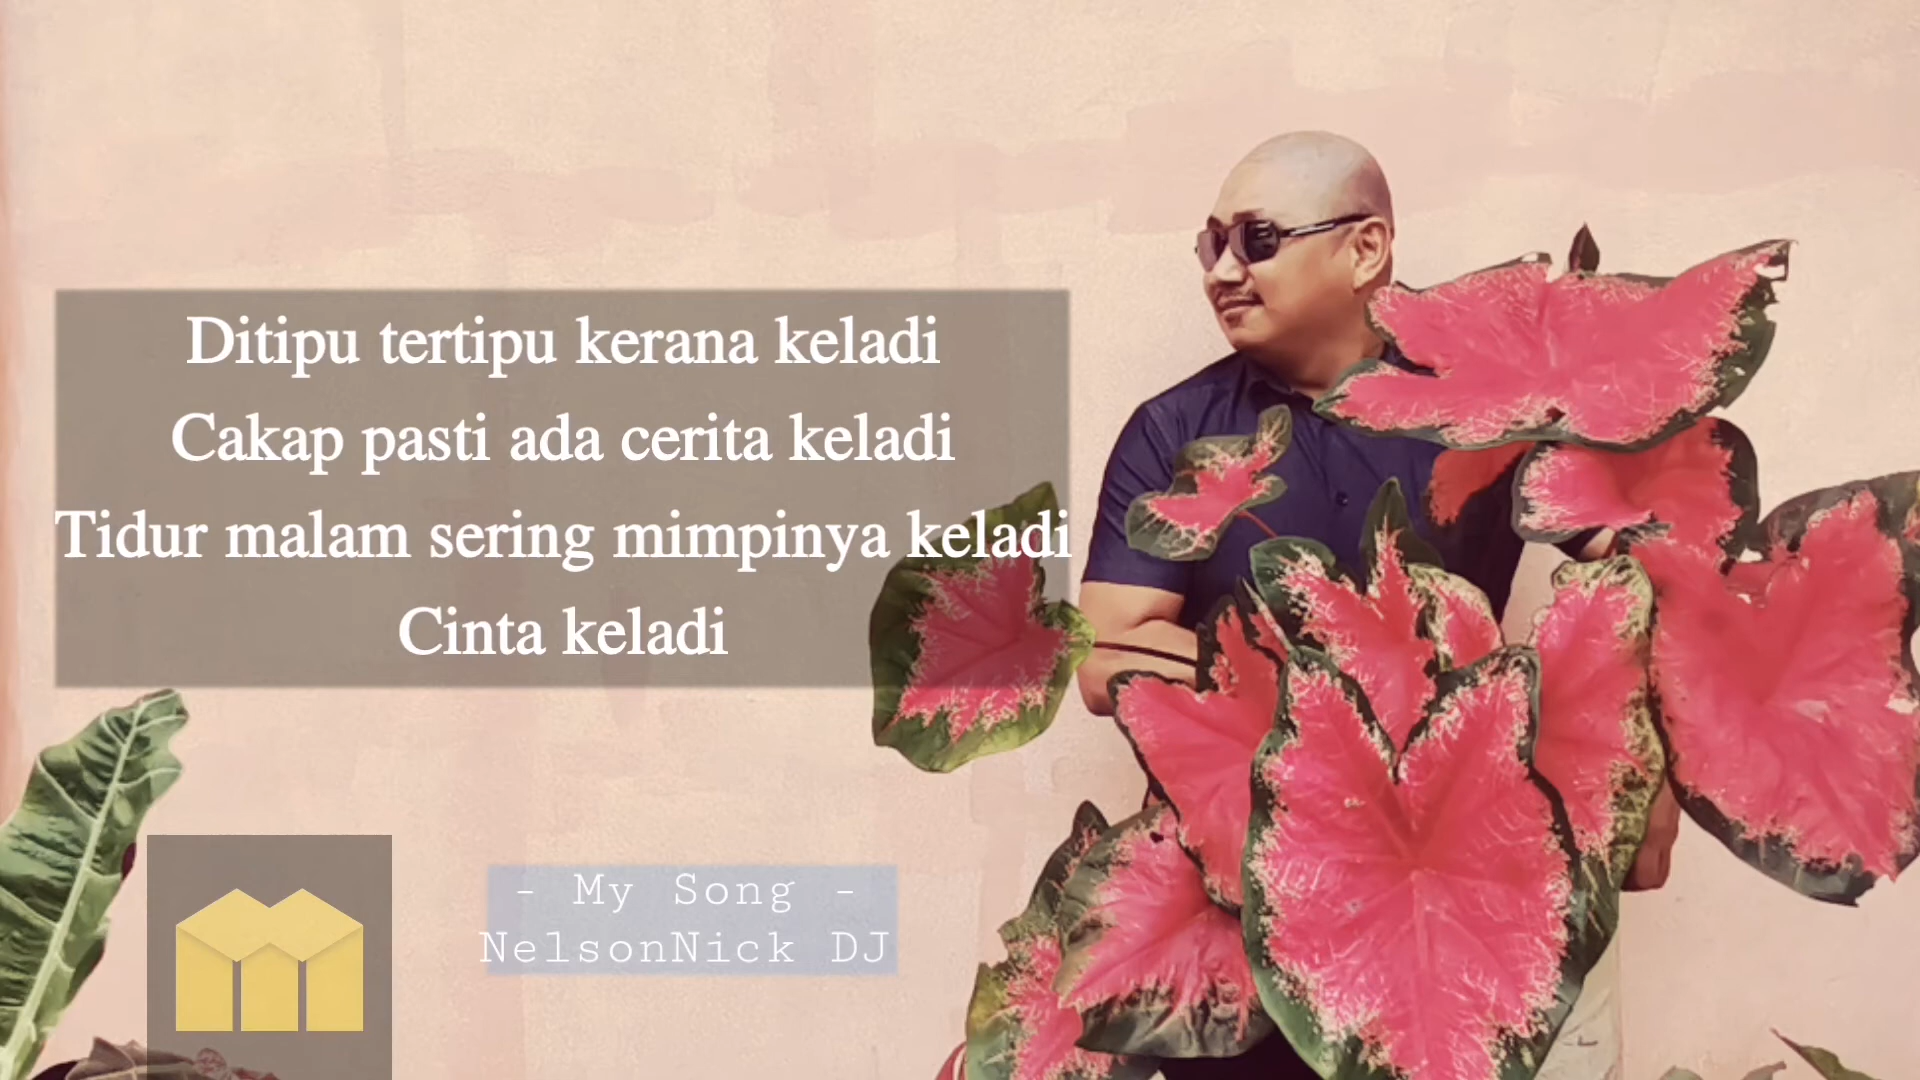 Ditipu tertipu kerana keladi
Cakap pasti ada cerita keladi
Tidur malam sering mimpinya keladi
Cinta keladi
- My Song -
NelsonNick DJ